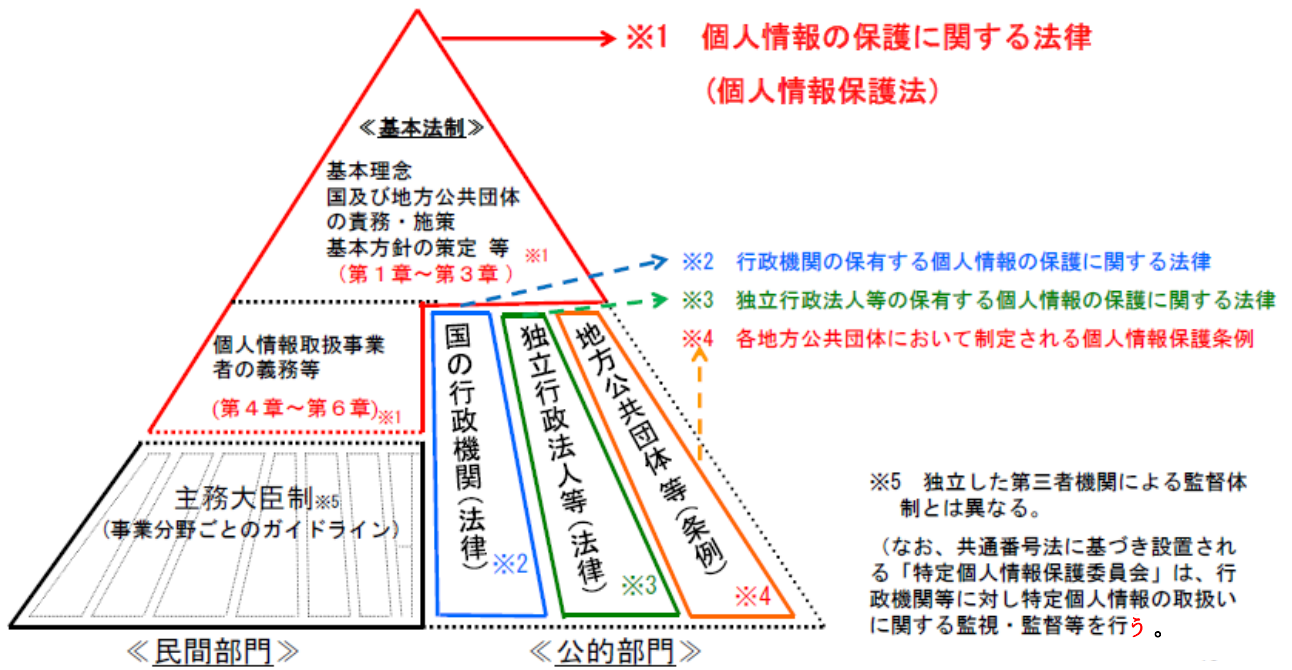 ※1 個人情報の保護に関する法律
(個人情報保護法)
≪基本法制≫
基本理念
国及び地方公共団体
の責務・施策
基本方針の策定 等 ※1
(第1章~第3章)
※2 行政機関の保有する個人情報の保護に関する法律
※3 独立行政法人等の保有する個人情報の保護に関する法律
※4 各地方公共団体において制定される個人情報保護条例
個人情報取扱事業
者の義務等
(第4章~第6章)※1
国の行政機関(法律)
※2
独立行政法人等(法律)
※3
地方公共団体等(条例)
※4
主務大臣制※5
(事業分野ごとのガイドライン)
※5 独立した第三者機関による監督体
制とは異なる。
(なお、共通番号法に基づき設置され
る「特定個人情報保護委員会」は、行
政機関等に対し特定個人情報の取扱い
に関する監視・監督等を行う。
≪民間部門≫
≪公的部門≫